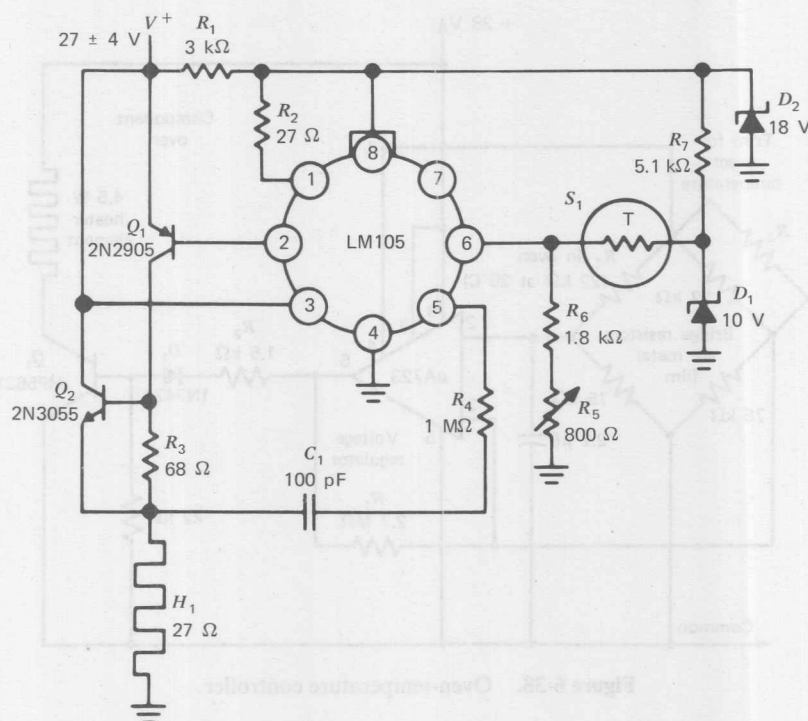 V+
27 ± 4 V
R1
3 kΩ
R2
27 Ω
D2
18 V
R7
5.1 kΩ
S1
T
1
2
3
4
5
6
7
8
LM105
Q1
2N2905
D1
10 V
R6
1.8 kΩ
R5
800 Ω
Q2
2N3055
R3
68 Ω
R4
1 MΩ
C1
100 pF
H1
27 Ω
Common
Figure 6-38. Oven-temperature controller.